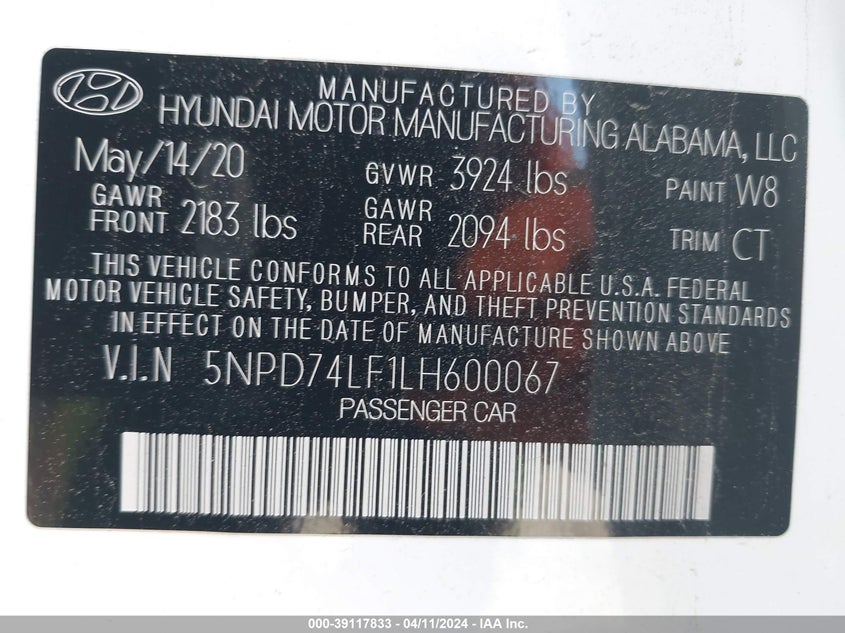 MANUFACTURED BY
HYUNDAI MOTOR MANUFACTURING ALABAMA, LLC
May/14/20 GVWR 3924 lbs PAINT W8
GAWR FRONT 2183 lbs GAWR REAR 2094 lbs TRIM CT
THIS VEHICLE CONFORMS TO ALL APPLICABLE U.S.A. FEDERAL
MOTOR VEHICLE SAFETY, BUMPER, AND THEFT PREVENTION STANDARDS
IN EFFECT ON THE DATE OF MANUFACTURE SHOWN ABOVE
V.I.N 5NPD74LF1LH600067
PASSENGER CAR
000-39117833 - 04/11/2024 - IAA Inc.